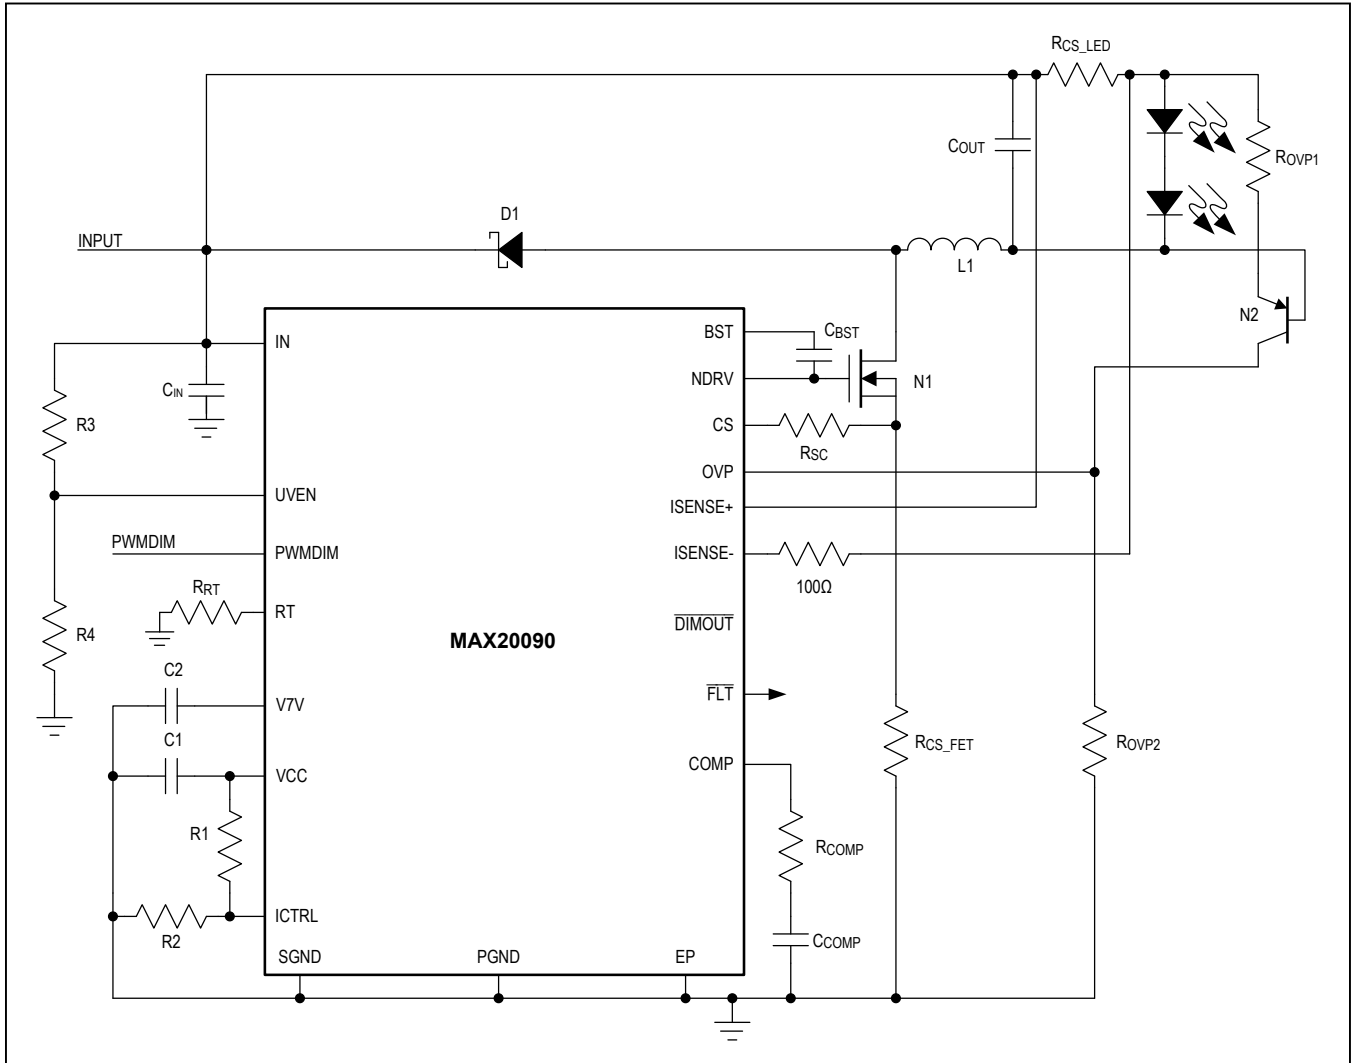 RCS_LED
COUT
ROVP1
D1
INPUT
L1
N2
BST
CBST
IN
NDRV
N1
CIN
R3
CS
RSC
OVP
UVEN
ISENSE+
PWMDIM
PWMDIM
ISENSE-
100Ω
RRT
RT
DIMOUT
R4
MAX20090
C2
V7V
FLT
C1
RCS_FET
ROVP2
VCC
COMP
R1
RCOMP
ICTRL
R2
CCOMP
SGND
PGND
EP